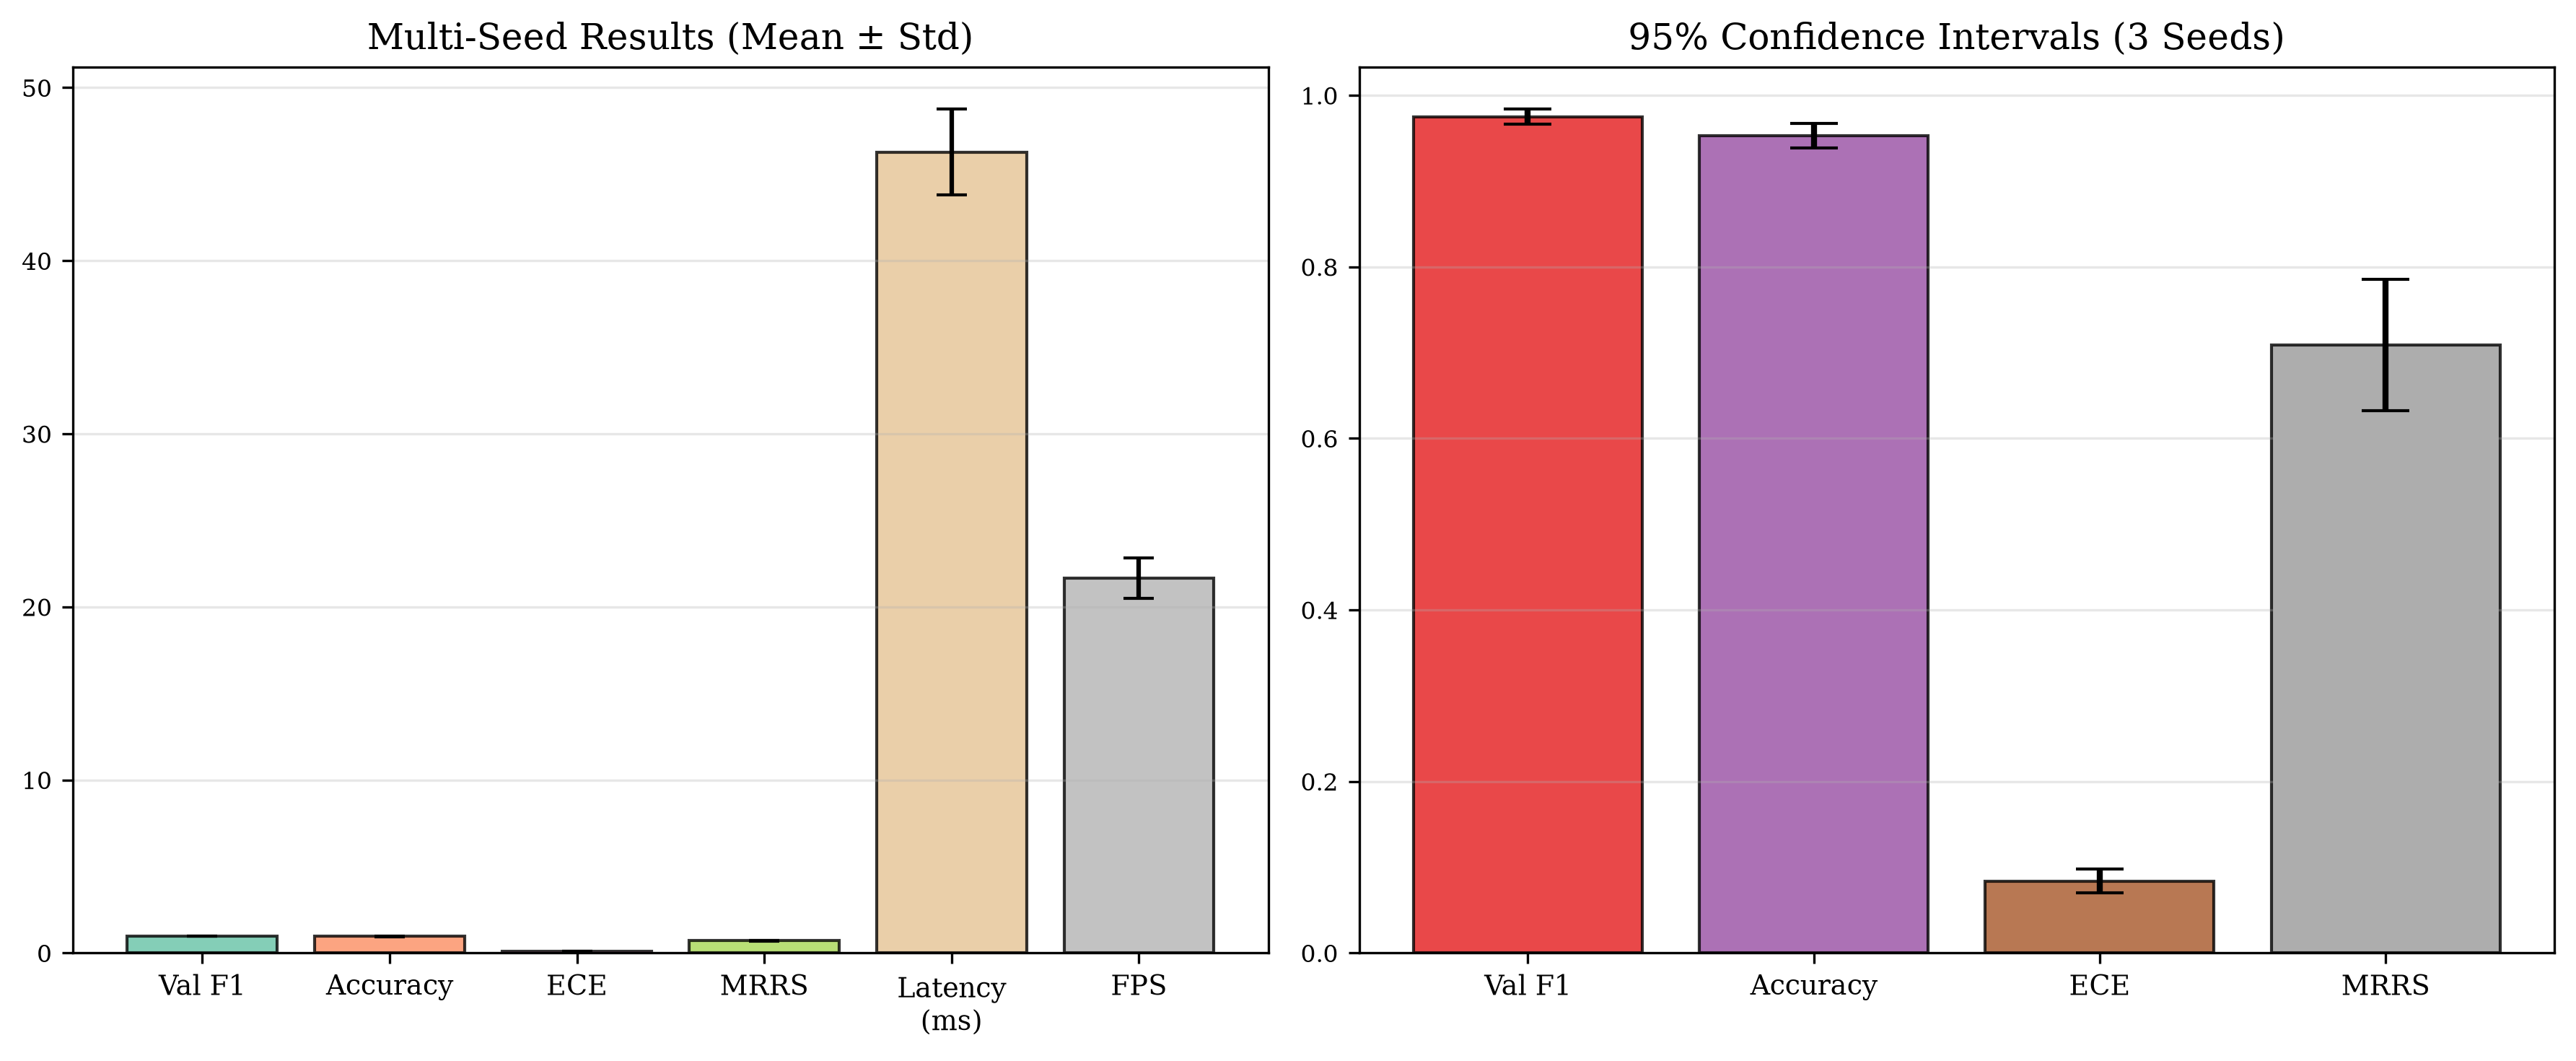 Multi-Seed Results (Mean ± Std)
50
40
30
20
10
0
Val F1
Accuracy
ECE
MRRS
Latency
(ms)
FPS
95% Confidence Intervals (3 Seeds)
1.0
0.8
0.6
0.4
0.2
0.0
Val F1
Accuracy
ECE
MRRS